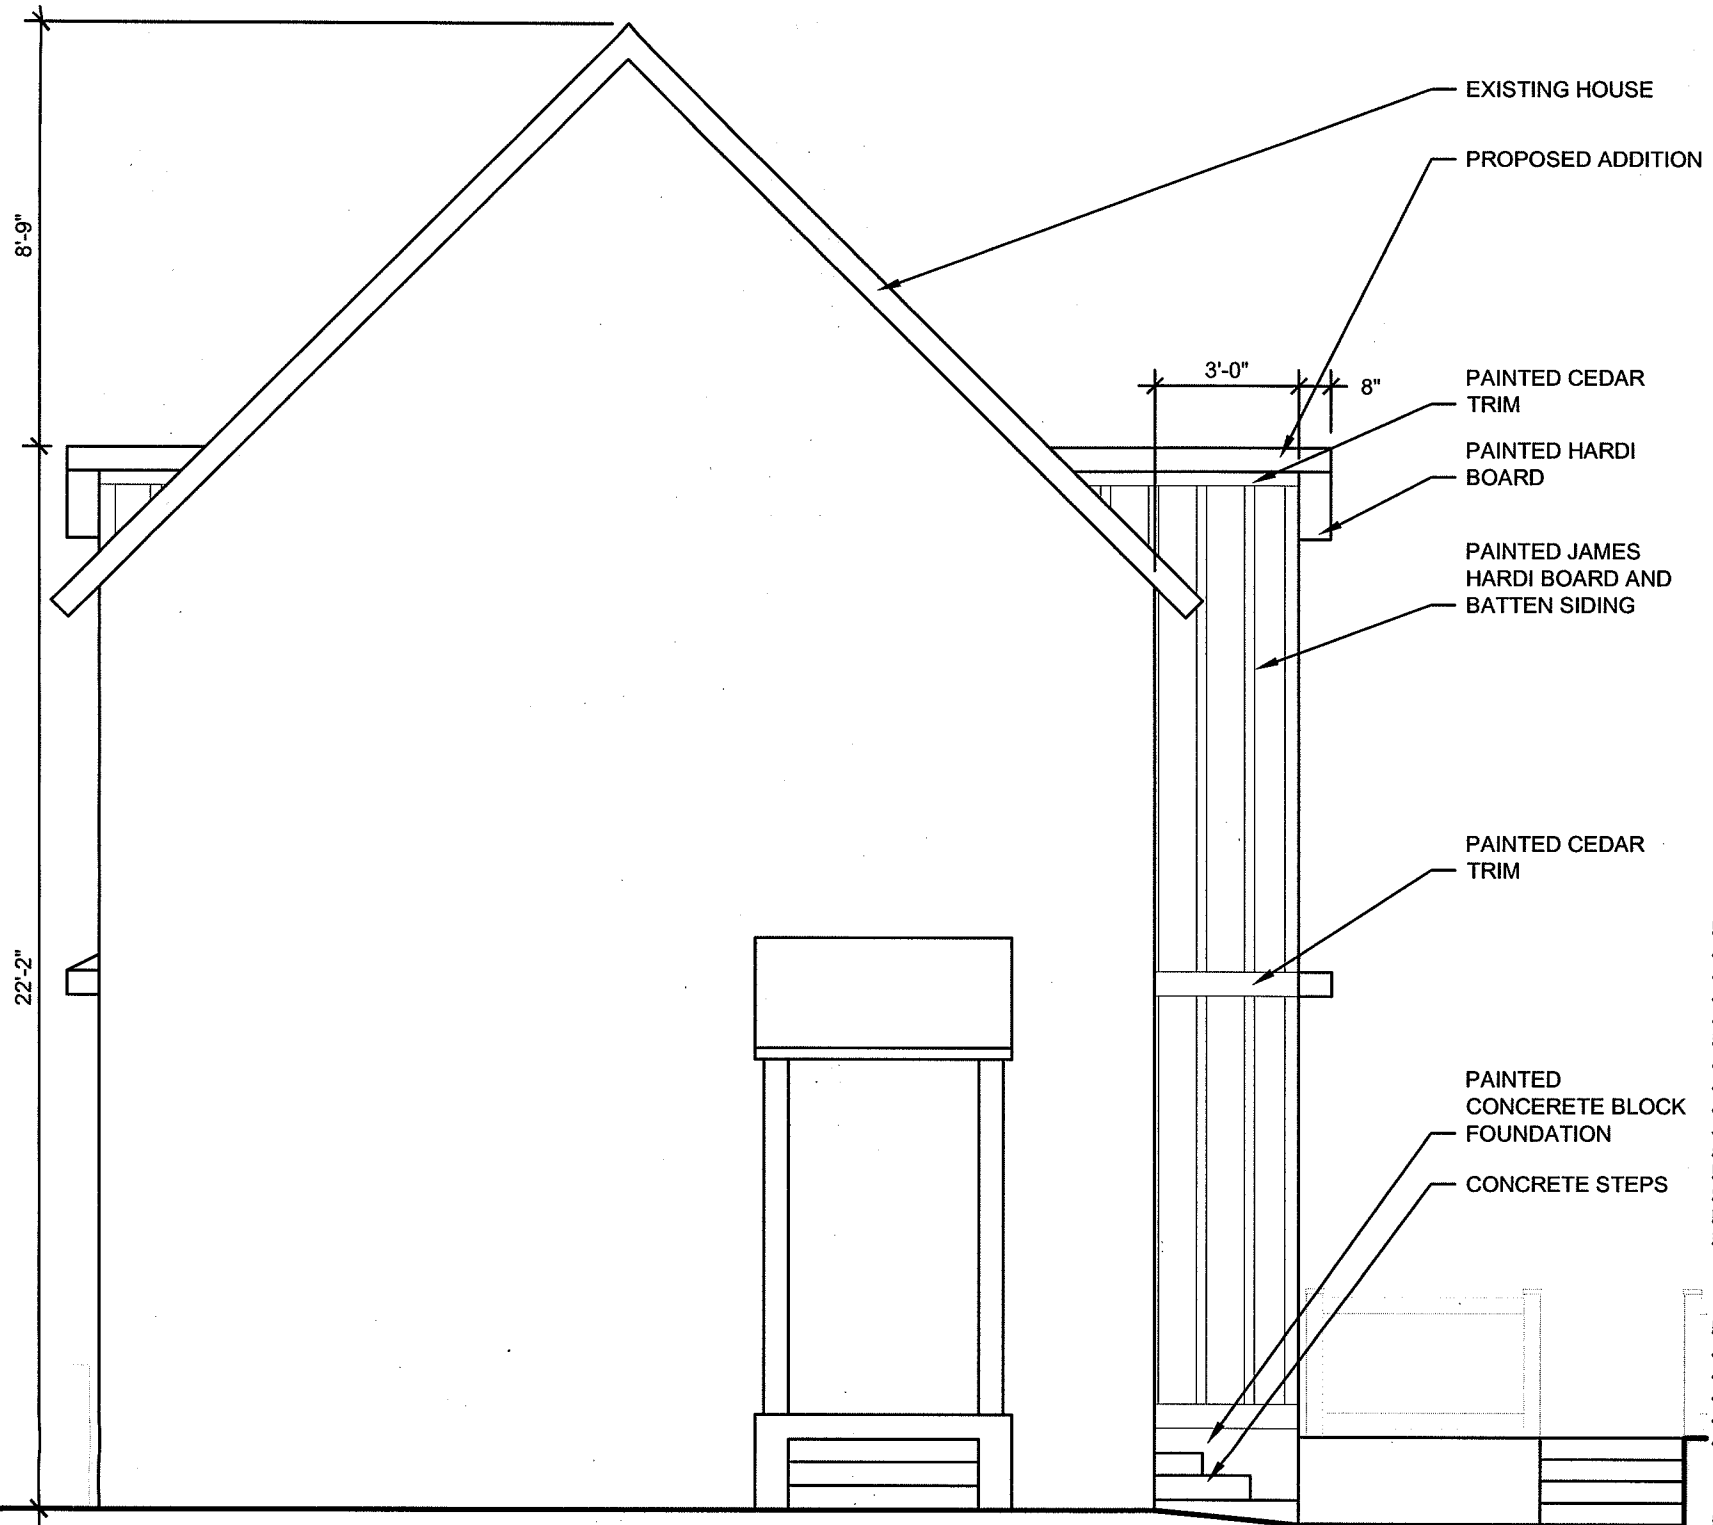 EXISTING HOUSE
PROPOSED ADDITION
8'-9"
3'-0"
8"
PAINTED CEDAR
TRIM
PAINTED HARDI
BOARD
PAINTED JAMES
HARDI BOARD AND
BATTEN SIDING
PAINTED CEDAR
TRIM
22'-2"
PAINTED
CONCERETE BLOCK
FOUNDATION
CONCRETE STEPS